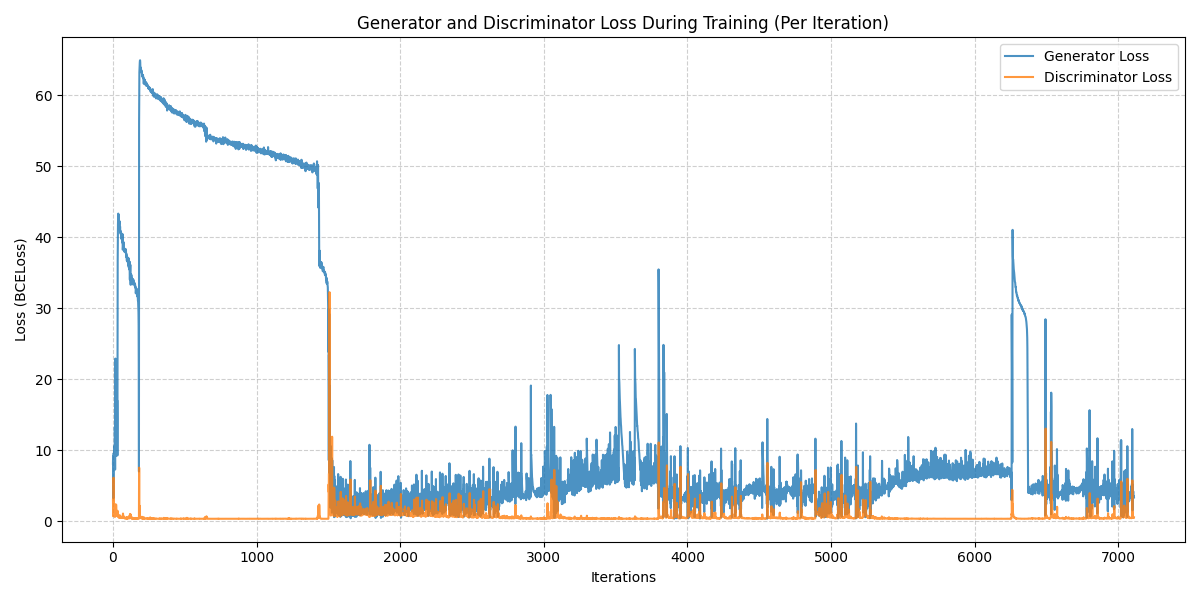 Generator and Discriminator Loss During Training (Per Iteration)
Generator Loss
Discriminator Loss
Loss (BCELoss)
60
50
40
30
20
10
0
0 1000 2000 3000 4000 5000 6000 7000
Iterations